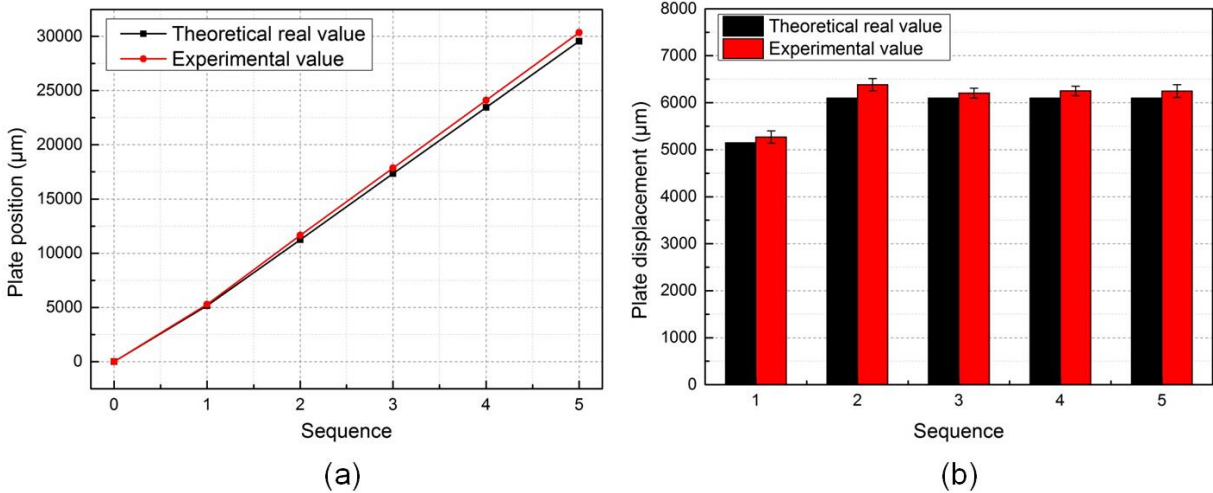 Theoretical real value
Experimental value
Plate position (μm)
30000
25000
20000
15000
10000
5000
0
0 1 2 3 4 5
Sequence
(a)
Theoretical real value
Experimental value
Plate displacement (μm)
8000
7000
6000
5000
4000
3000
2000
1000
0
1 2 3 4 5
Sequence
(b)